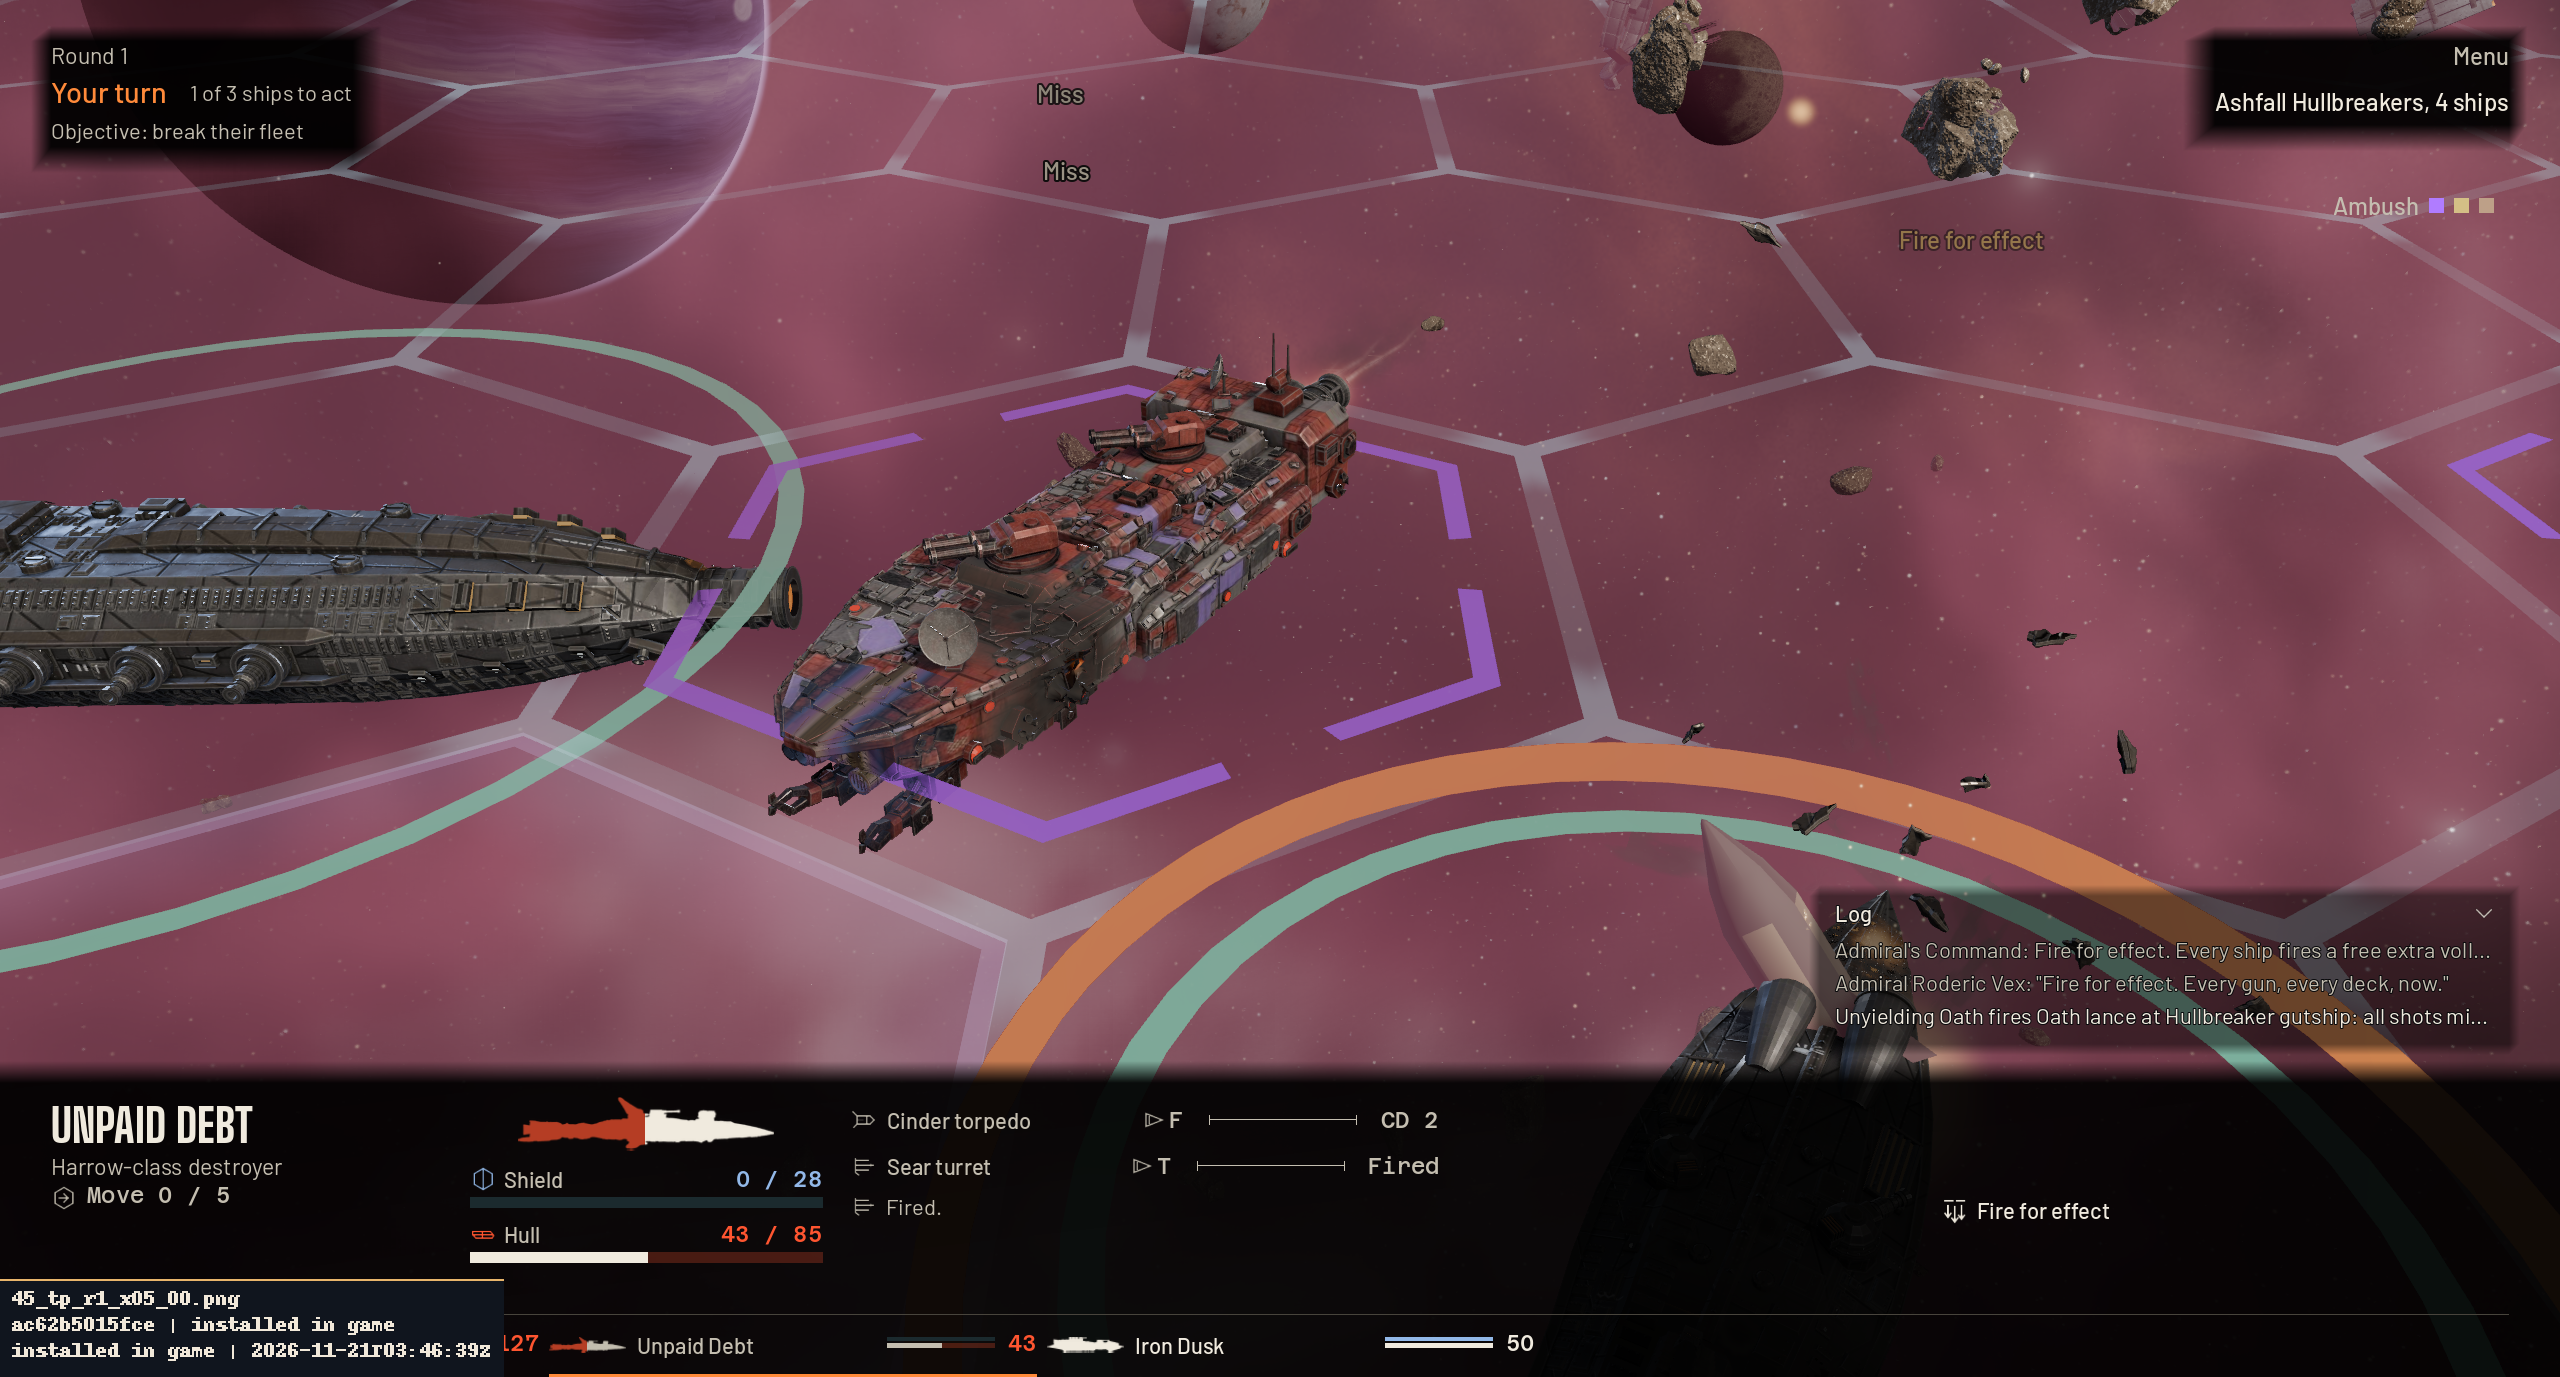 Round 1
Your turn 1 of 3 ships to act
Objective: break their fleet
Menu
Ashfall Hullbreakers, 4 ships
Ambush
Miss
Miss
Fire for effect
Log
Admiral's Command: Fire for effect. Every ship fires a free extra voll...
Admiral Roderic Vex: "Fire for effect. Every gun, every deck, now."
Unyielding Oath fires Oath lance at Hullbreaker gutship: all shots mi...
UNPAID DEBT
Harrow-class destroyer
Move 0 / 5
Shield 0 / 28
Hull 43 / 85
Cinder torpedo F CD 2
Sear turret T Fired
Fired.
Fire for effect
45_tp_r1_x05_00.png
ac62b5015fce | installed in game
installed in game | 2026-11-21T03:46:39Z
127 Unpaid Debt 43 Iron Dusk 50